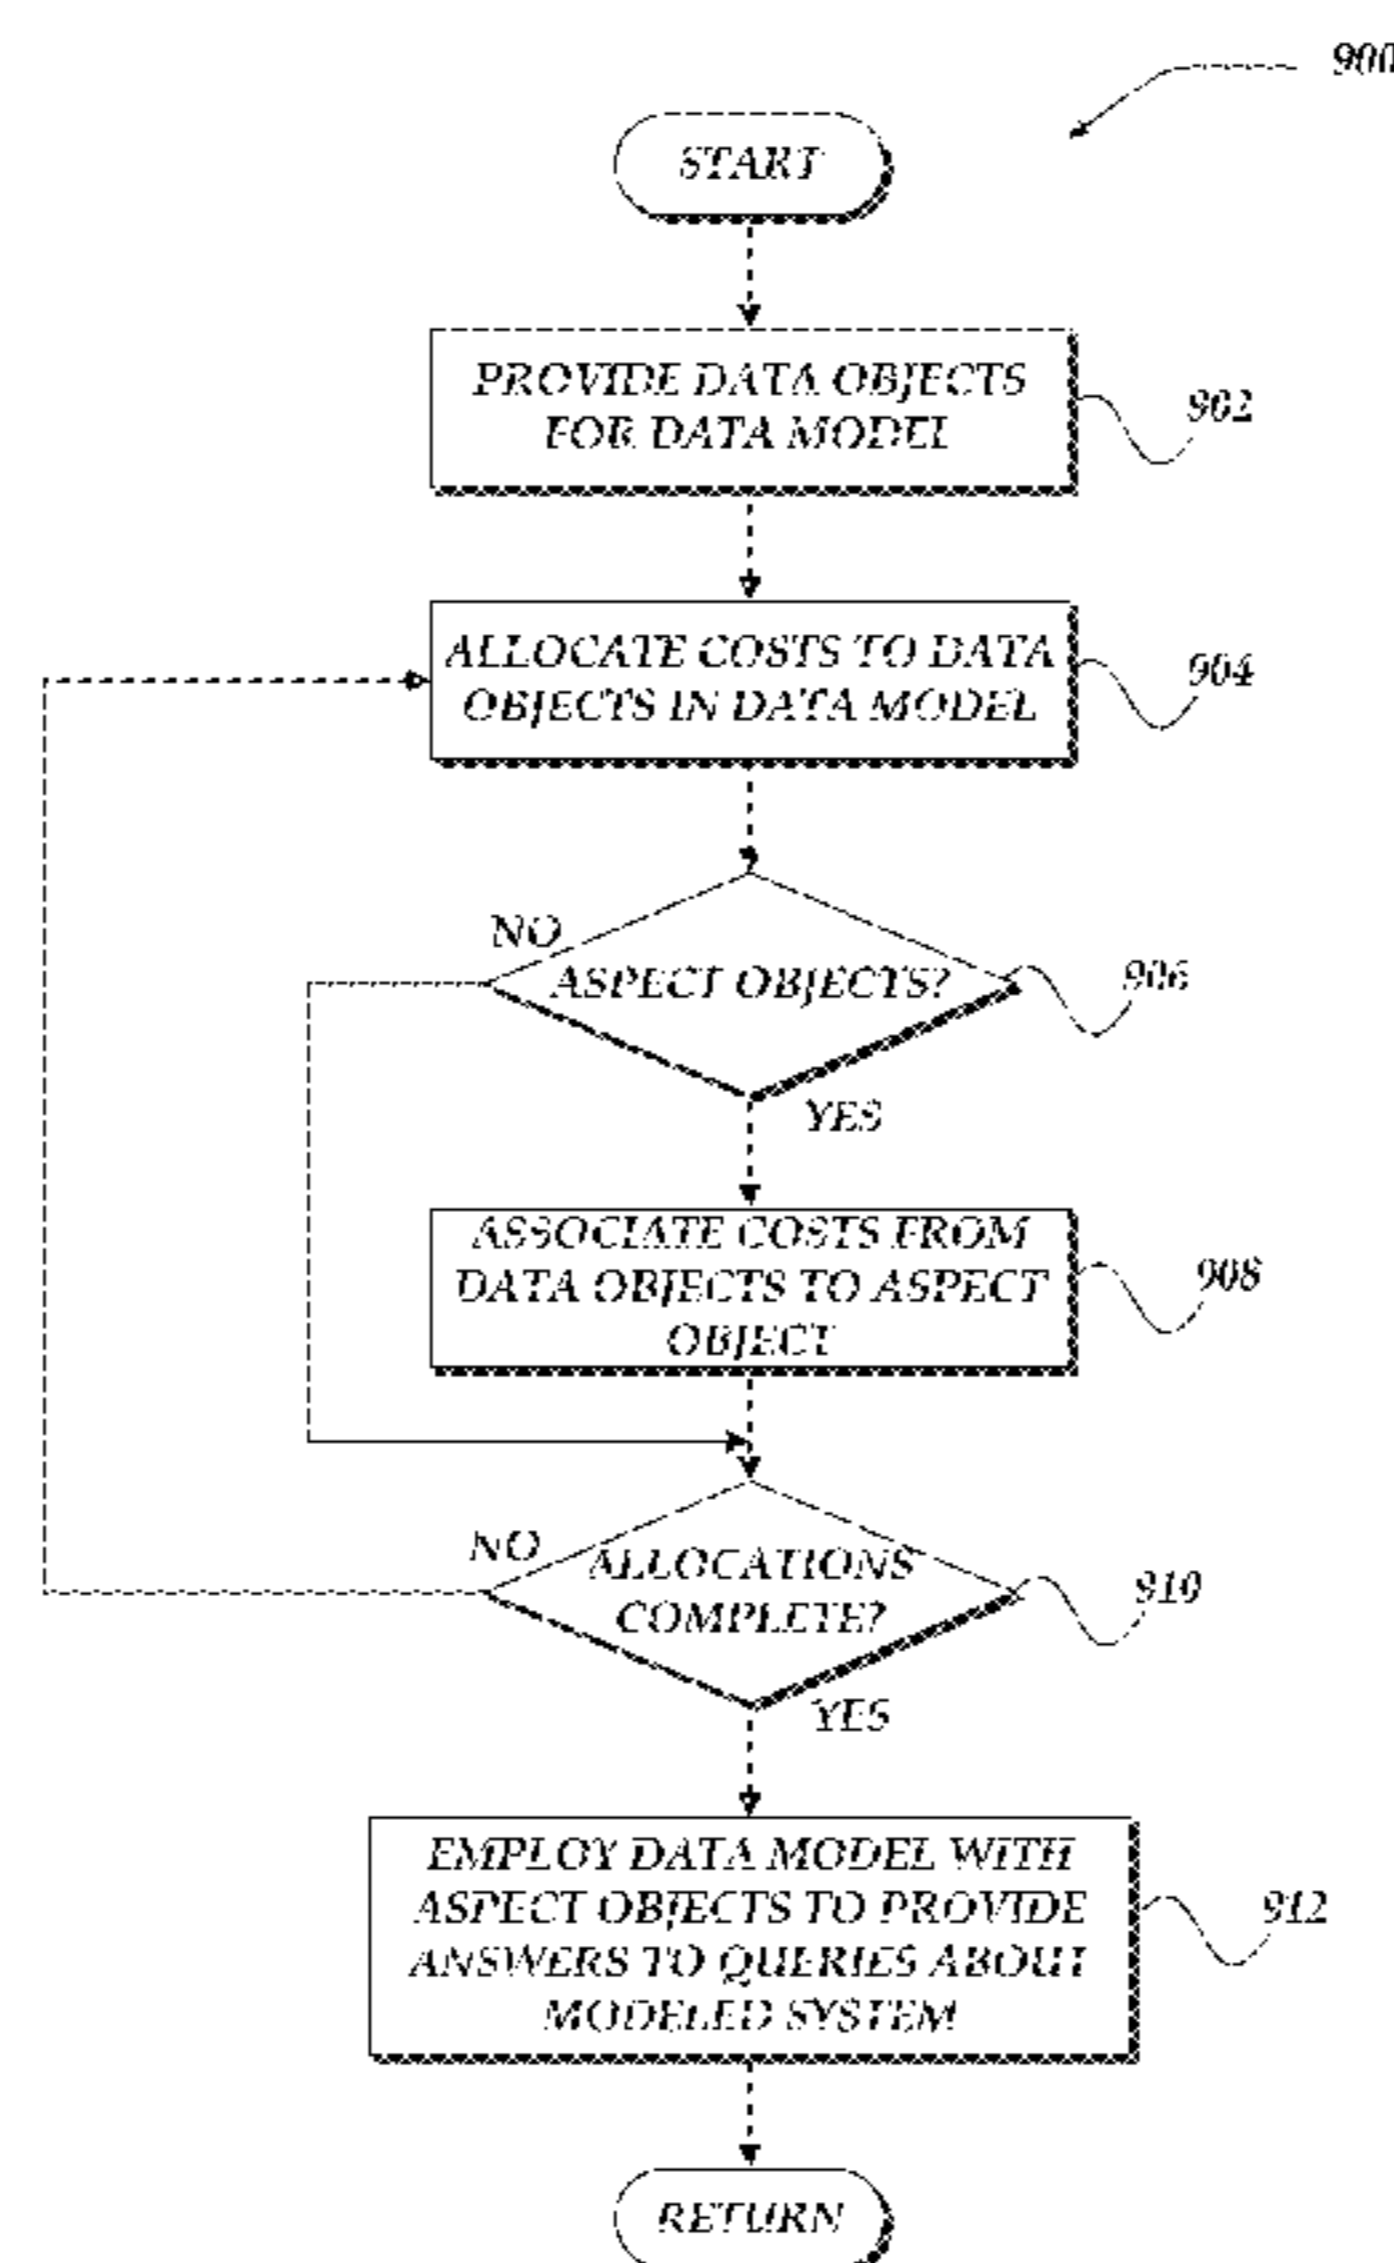 900
START
PROVIDE DATA OBJECTS
FOR DATA MODEL
902
ALLOCATE COSTS TO DATA
OBJECTS IN DATA MODEL
904
NO
ASPECT OBJECTS?
906
YES
ASSOCIATE COSTS FROM
DATA OBJECTS TO ASPECT
OBJECT
908
NO
ALLOCATIONS
COMPLETE?
910
YES
EMPLOY DATA MODEL WITH
ASPECT OBJECTS TO PROVIDE
ANSWERS TO QUERIES ABOUT
MODELED SYSTEM
912
RETURN